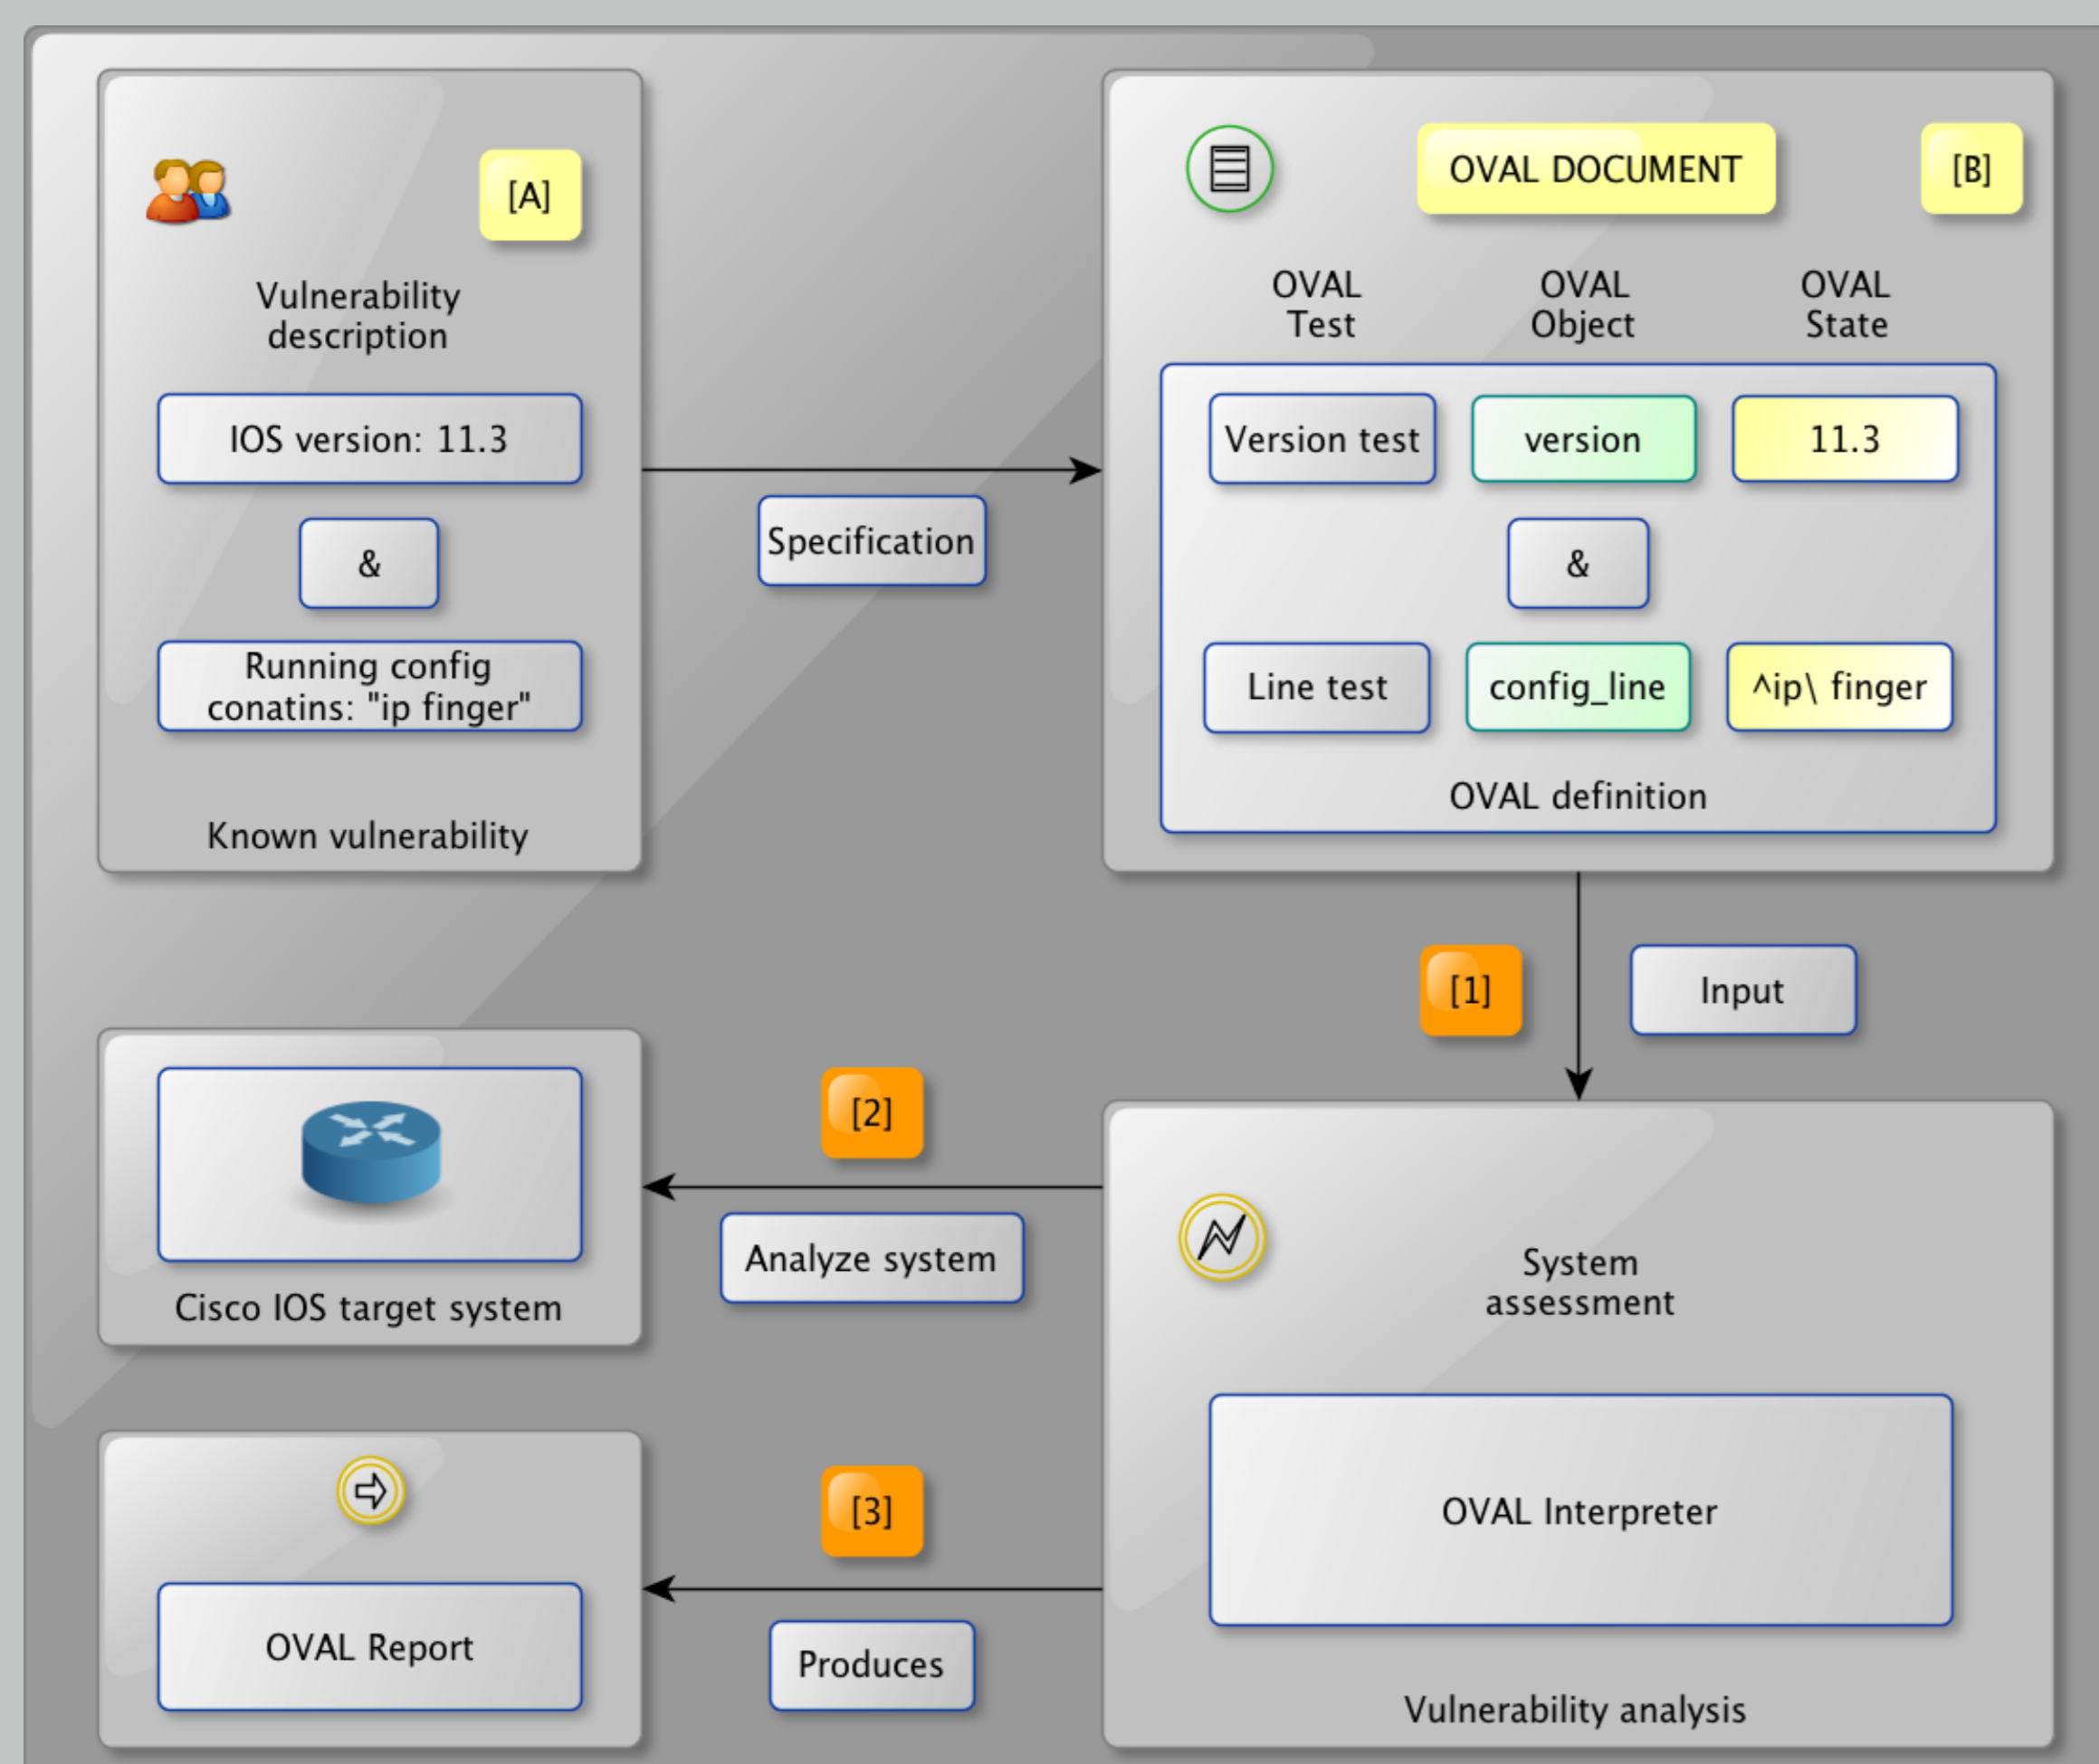 [A]
Vulnerability
description
IOS version: 11.3
&
Running config
conatins: "ip finger"
Known vulnerability
Specification
OVAL DOCUMENT
[B]
OVAL
Test
OVAL
Object
OVAL
State
Version test
version
11.3
&
Line test
config_line
^ip\ finger
OVAL definition
[1]
Input
[2]
Analyze system
Cisco IOS target system
System
assessment
OVAL Interpreter
Vulnerability analysis
[3]
Produces
OVAL Report